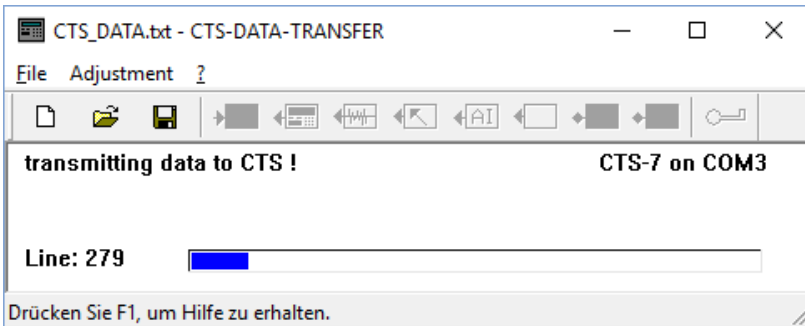 CTS_DATA.txt - CTS-DATA-TRANSFER
File Adjustment ?
AI
transmitting data to CTS ! CTS-7 on COM3
Line: 279
Drücken Sie F1, um Hilfe zu erhalten.